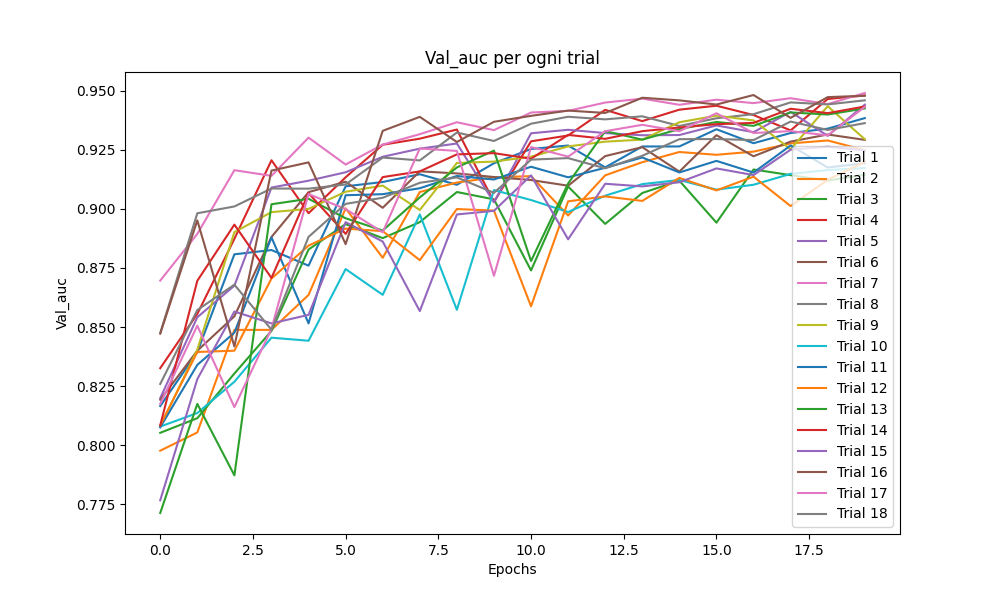 Val_auc per ogni trial
Val_auc
0.950
0.925
0.900
0.875
0.850
0.825
0.800
0.775
0.0
2.5
5.0
7.5
10.0
12.5
15.0
17.5
Epochs
Trial 1
Trial 2
Trial 3
Trial 4
Trial 5
Trial 6
Trial 7
Trial 8
Trial 9
Trial 10
Trial 11
Trial 12
Trial 13
Trial 14
Trial 15
Trial 16
Trial 17
Trial 18